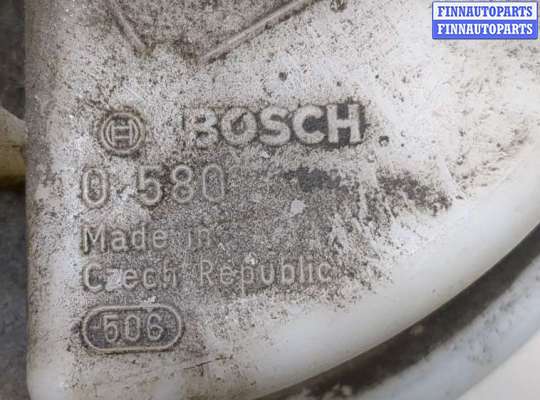 FINNAUTOPARTS
FINNAUTOPARTS
BOSCH
0 580
Made in
Czech Republic
506